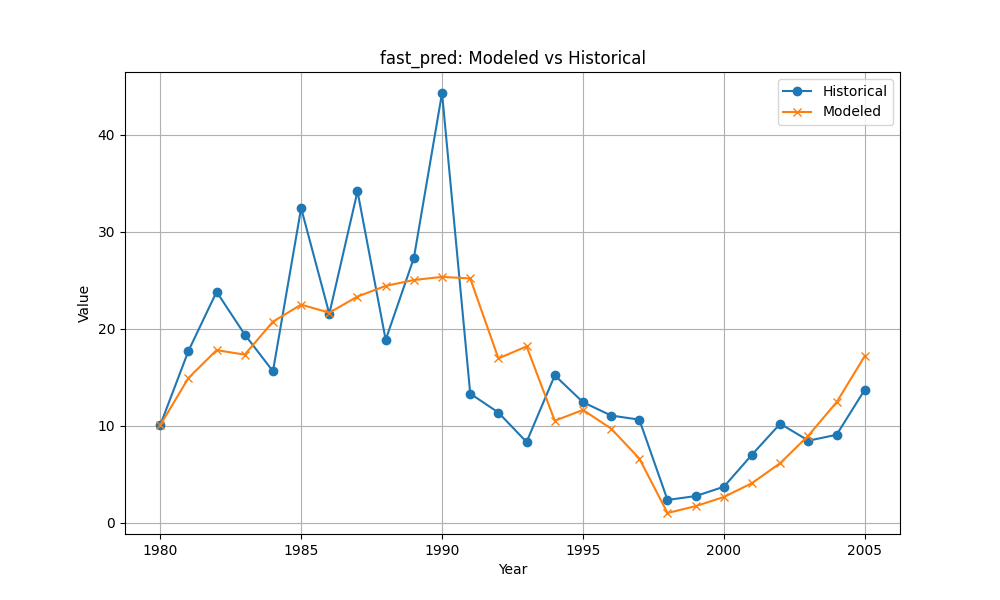 fast_pred: Modeled vs Historical
Historical
Modeled
Value
40
30
20
10
0
1980 1985 1990 1995 2000 2005
Year